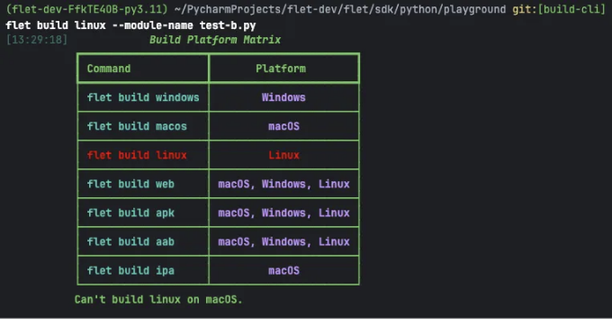 (flet-dev-FfkTE4OB-py3.11) ~/PycharmProjects/flet-dev/flet/sdk/python/playground git:[build-cli]
flet build linux --module-name test-b.py
[13:29:18] Build Platform Matrix
Command Platform
flet build windows Windows
flet build macos macOS
flet build linux Linux
flet build web macOS, Windows, Linux
flet build apk macOS, Windows, Linux
flet build aab macOS, Windows, Linux
flet build ipa macOS
Can't build linux on macOS.